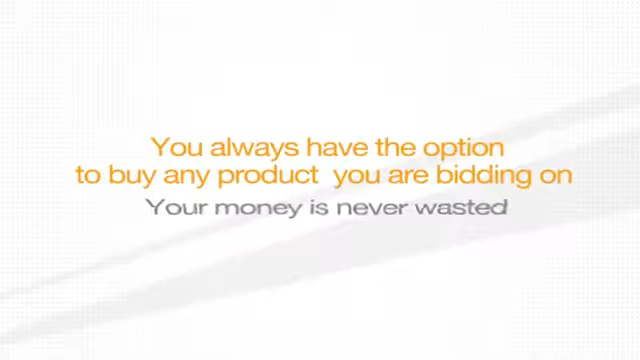 You always have the option
to buy any product you are bidding on
Your money is never wasted